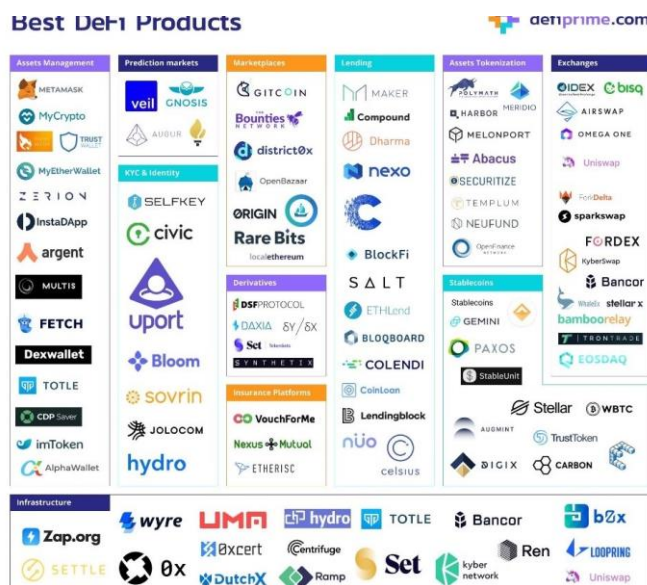 Best DeFi Products
defiprime.com
Assets Management
METAMASK
MyCrypto
TRUST
MyEtherWallet
ZERION
InstaDApp
argent
MULTIS
FETCH
Dexwallet
TOTLE
CDP Saver
imToken
AlphaWallet
Prediction markets
veil
GNOSIS
AUGUR
KYC & Identity
SELFKEY
civic
uport
Bloom
sovrin
JOLOCOM
hydro
Marketplaces
GITCOIN
THE
Bounties
NETWORK
district0x
OpenBazaar
ORIGIN
Rare Bits
localethereum
Derivatives
DSFPROTOCOL
DAXIA
δY/δX
Set
SYNTHETIX
Insurance Platforms
VouchForMe
Nexus Mutual
ETHERISC
Lending
MAKER
Compound
Dharma
nexo
BlockFi
SALT
ETHLend
BLOQBOARD
COLENDI
CoinLoan
Lendingblock
nüo
celsius
Assets Tokenization
POLYMATH
MERIDIO
HARBOR
MELONPORT
Abacus
SECURITIZE
TEMPLUM
NEUFUND
OpenFinance
NETWORK
Stablecoins
Stablecoins
GEMINI
PAXOS
StableUnit
AUGMINT
Stellar
WBTC
TrustToken
DIGIX
CARBON
Exchanges
IDEX
bisq
AIRSWAP
OMEGA ONE
Uniswap
ForkDelta
sparkswap
FORDEX
KyberSwap
Bancor
WhaleEx
stellar x
bamboorelay
TRONTRADE
EOSDAQ
Infrastructure
Zap.org
SETTLE
wyre
0x
UMA
0xcert
DutchX
hydro
Centrifuge
Ramp
TOTLE
Set
Bancor
kyber
network
Ren
b0x
LOOPRING
Uniswap